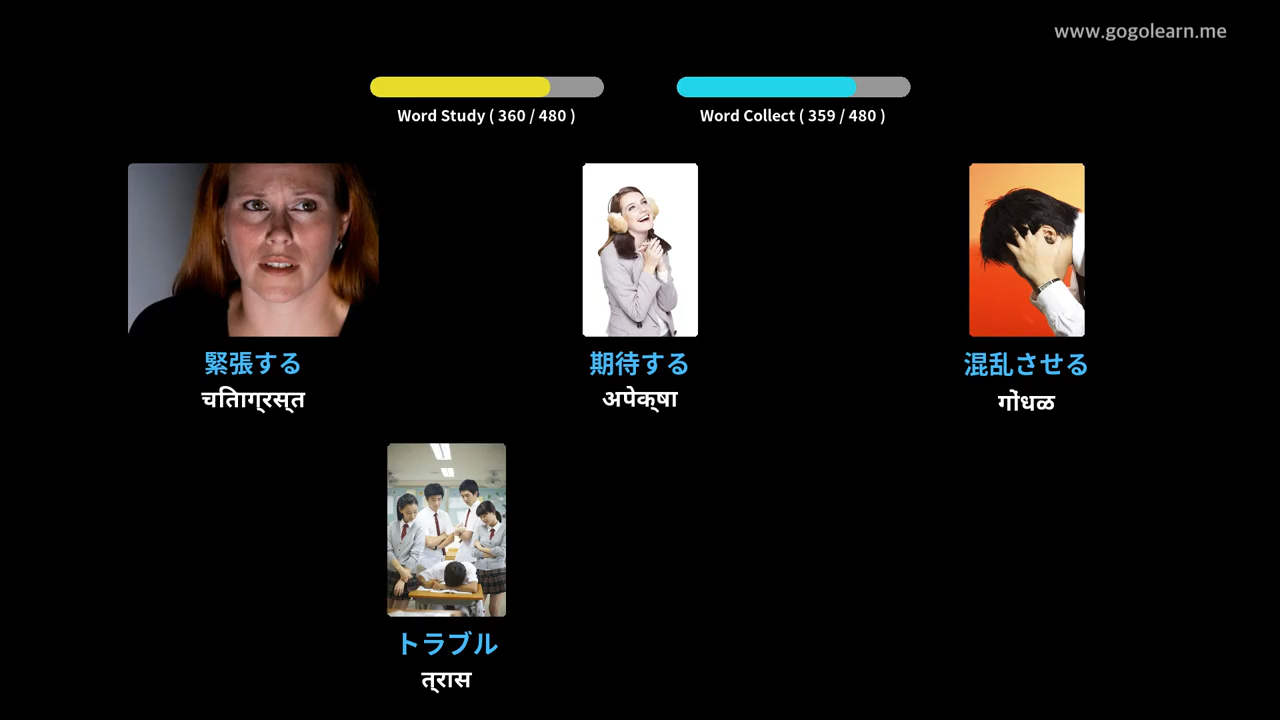 www.gogolearn.me
Word Study ( 360 / 480 )
Word Collect ( 359 / 480 )
緊張する
期待する
混乱させる
चिंताग्रस्त
अपेक्षा
गोंधळ
トラブル
त्रास